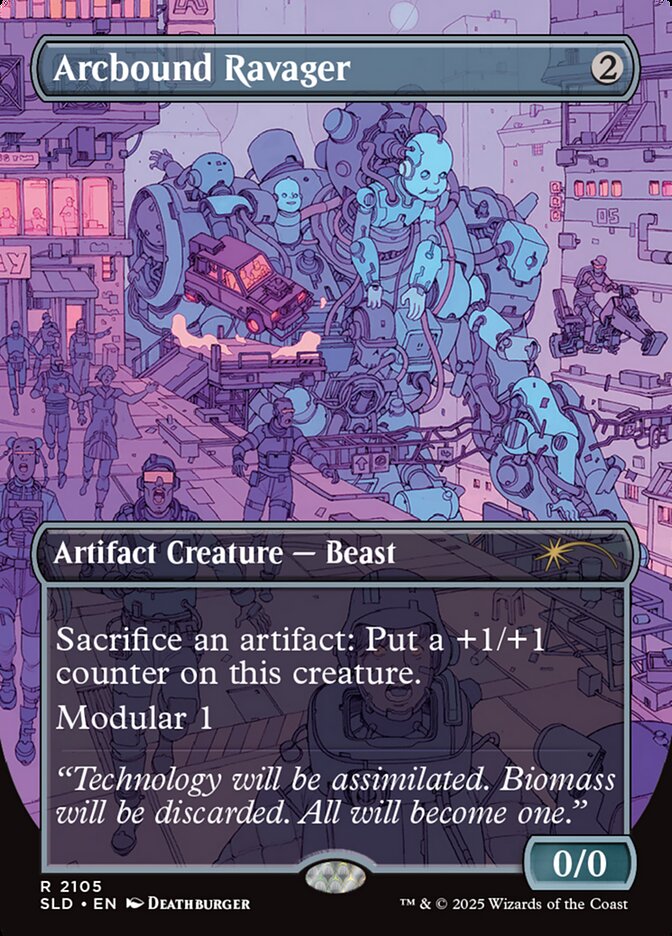 Arcbound Ravager
2
AY
05
Artifact Creature — Beast
Sacrifice an artifact: Put a +1/+1
counter on this creature.
Modular 1
“Technology will be assimilated. Biomass
will be discarded. All will become one.”
0/0
R 2105
SLD • EN DEATHBURGER
™ & © 2025 Wizards of the Coast